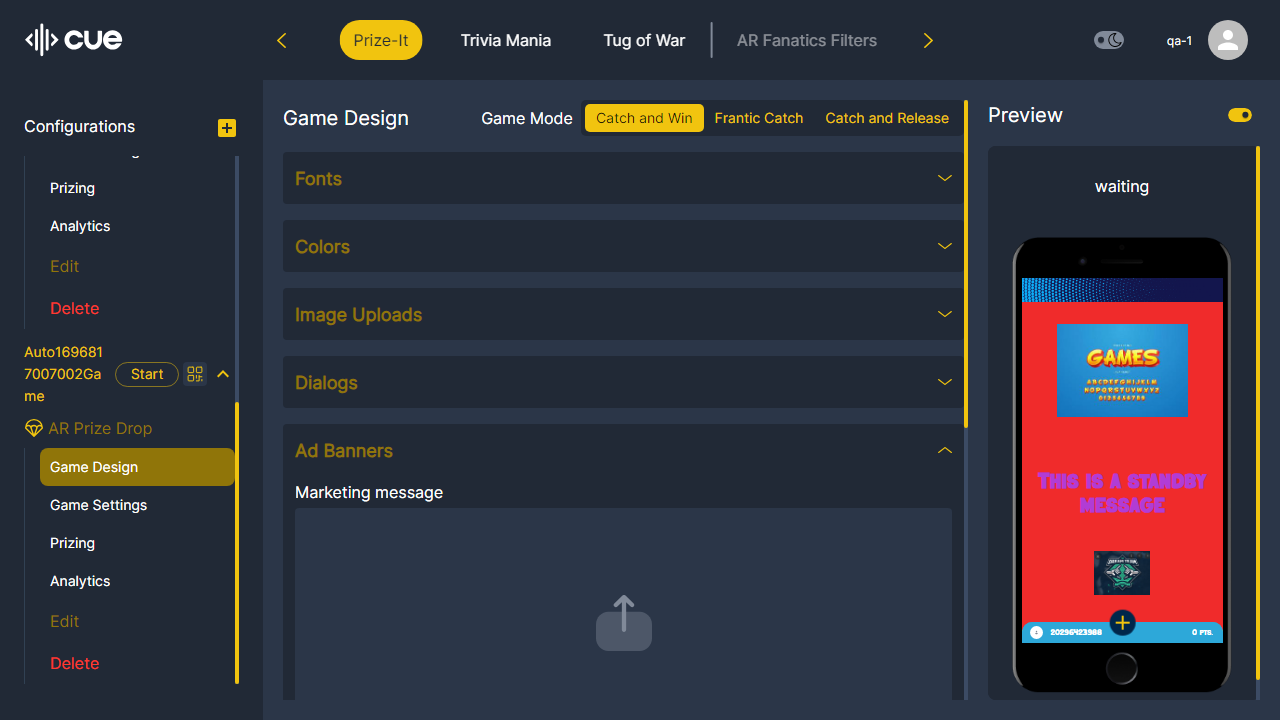 cue
Prize-It
Trivia Mania
Tug of War
AR Fanatics Filters
qa-1
Configurations
Prizing
Analytics
Edit
Delete
Auto169681
7007002Ga
me
Start
AR Prize Drop
Game Design
Game Settings
Prizing
Analytics
Edit
Delete
Game Design
Game Mode
Catch and Win
Frantic Catch
Catch and Release
Fonts
Colors
Image Uploads
Dialogs
Ad Banners
Marketing message
Preview
waiting
GAMES
ABCDEFGHIJKLM
NOPQRSTUVWXYZ
0123456789
This is a standby
message
20296423988
0 PTS.